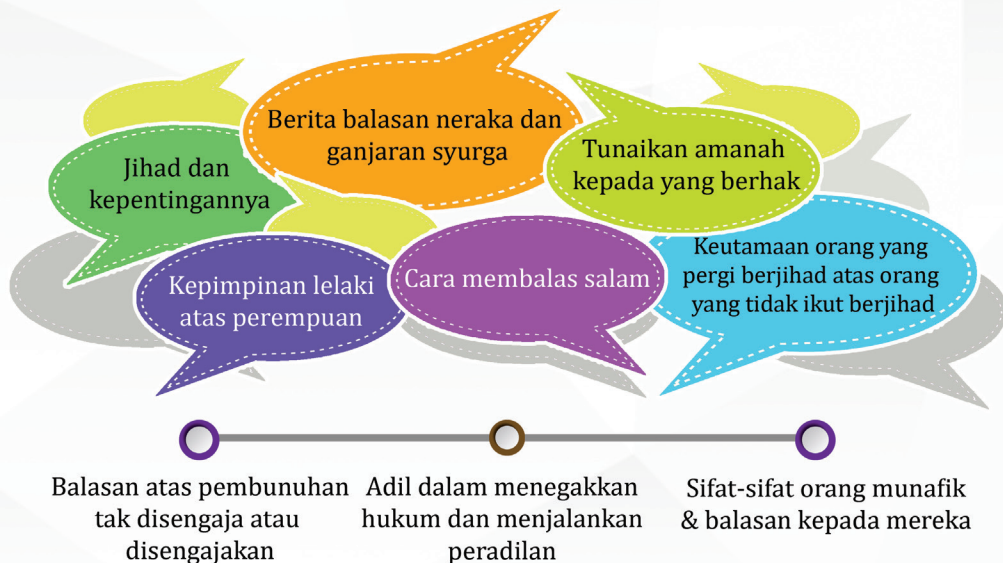 Berita balasan neraka dan
ganjaran syurga
Jihad dan
kepentingannya
Tunaikan amanah
kepada yang berhak
Kepimpinan lelaki
atas perempuan
Cara membalas salam
Keutamaan orang yang
pergi berjihad atas orang
yang tidak ikut berjihad
Balasan atas pembunuhan
tak disengaja atau
disengajakan
Adil dalam menegakkan
hukum dan menjalankan
peradilan
Sifat-sifat orang munafik
& balasan kepada mereka